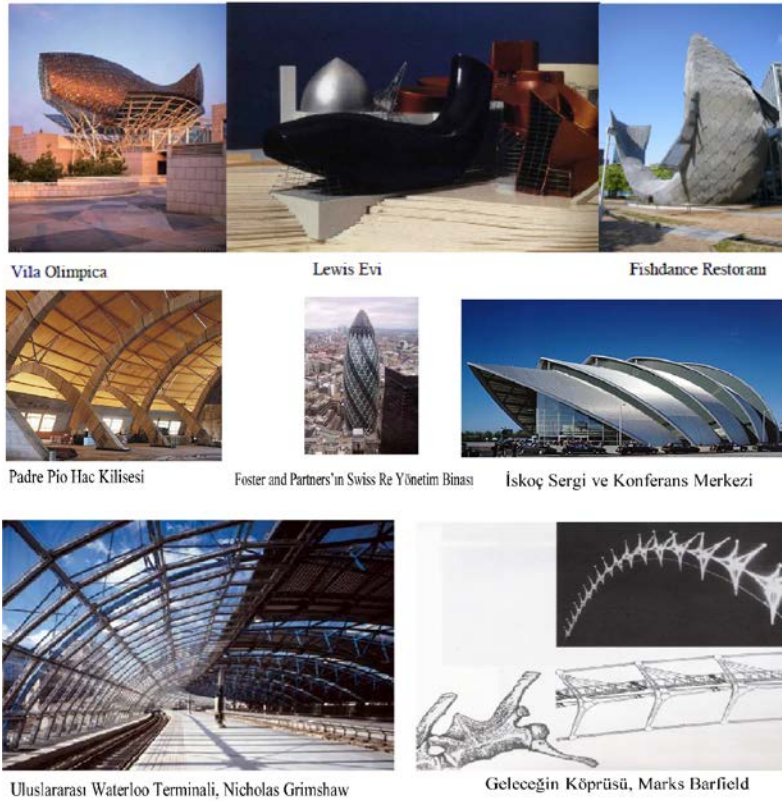 Vila Olimpica
Lewis Evi
Fishdance Restoranı
Padre Pio Hac Kilisesi
Foster and Partners'ın Swiss Re Yönetim Binası
İskoç Sergi ve Konferans Merkezi
Uluslararası Waterloo Terminali, Nicholas Grimshaw
Geleceğin Köprüsü, Marks Barfield